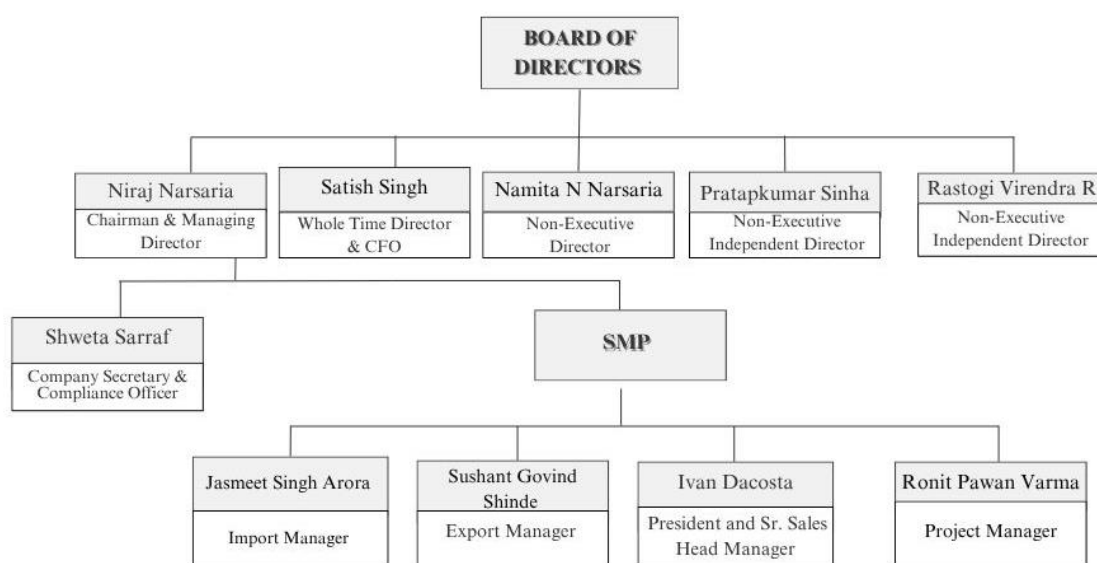 BOARD OF
DIRECTORS
Niraj Narsaria
Chairman & Managing
Director
Satish Singh
Whole Time Director
& CFO
Namita N Narsaria
Non-Executive
Director
Pratapkumar Sinha
Non-Executive
Independent Director
Rastogi Virendra R
Non-Executive
Independent Director
Shweta Sarraf
Company Secretary &
Compliance Officer
SMP
Jasmeet Singh Arora
Import Manager
Sushant Govind
Shinde
Export Manager
Ivan Dacosta
President and Sr. Sales
Head Manager
Ronit Pawan Varma
Project Manager